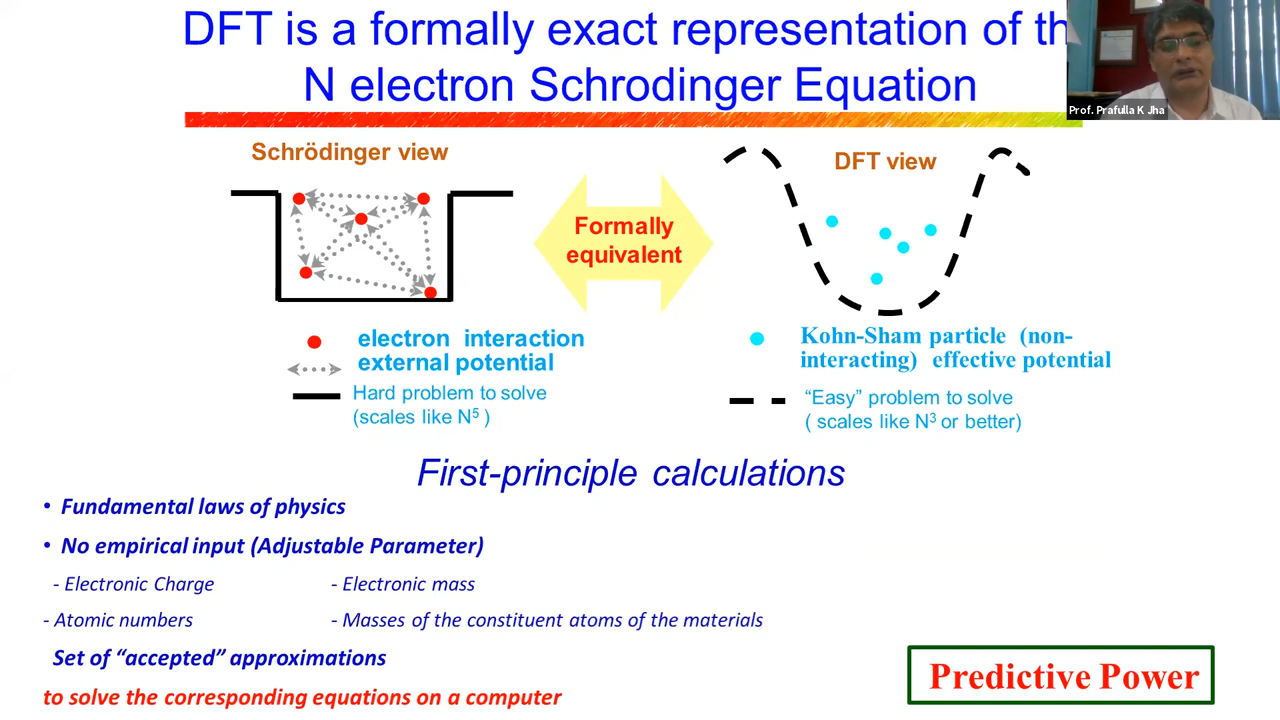 DFT is a formally exact representation of th
N electron Schrodinger Equation
Prof. Prafulla K Jha
Schrödinger view
DFT view
Formally
equivalent
electron interaction
external potential
Hard problem to solve
(scales like N⁵ )
Kohn-Sham particle (non-
interacting) effective potential
“Easy” problem to solve
( scales like N³ or better)
First-principle calculations
• Fundamental laws of physics
• No empirical input (Adjustable Parameter)
- Electronic Charge - Electronic mass
- Atomic numbers - Masses of the constituent atoms of the materials
Set of “accepted” approximations
to solve the corresponding equations on a computer
Predictive Power